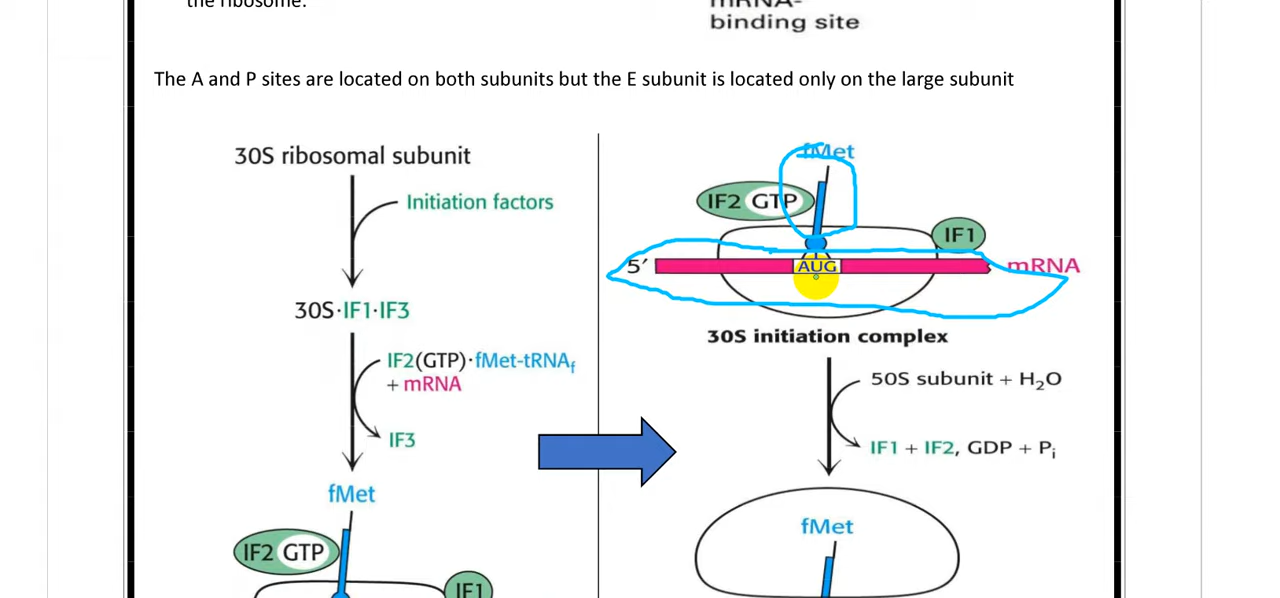 the ribosome.
mRNA-
binding site
The A and P sites are located on both subunits but the E subunit is located only on the large subunit
30S ribosomal subunit
Initiation factors
30S·IF1·IF3
IF2(GTP)·fMet-tRNAf
+ mRNA
IF3
fMet
IF2 GTP
IF1
fMet
IF2 GTP
IF1
5′
AUG
mRNA
30S initiation complex
50S subunit + H₂O
IF1 + IF2, GDP + Pᵢ
fMet